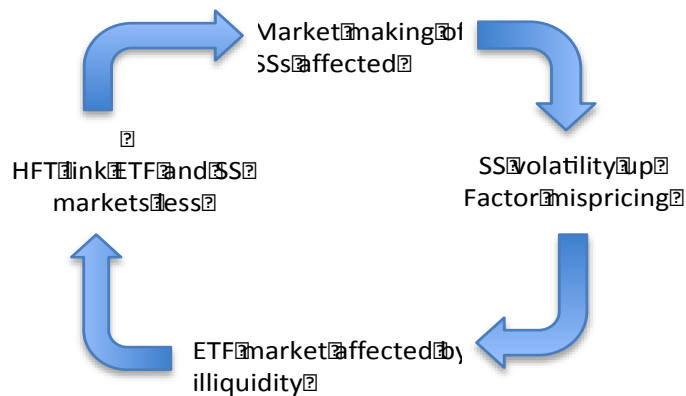 Market making of
SSs affected
SS volatility up
Factor mispricing
ETF market affected by
illiquidity
HFT link ETF and SS
markets less